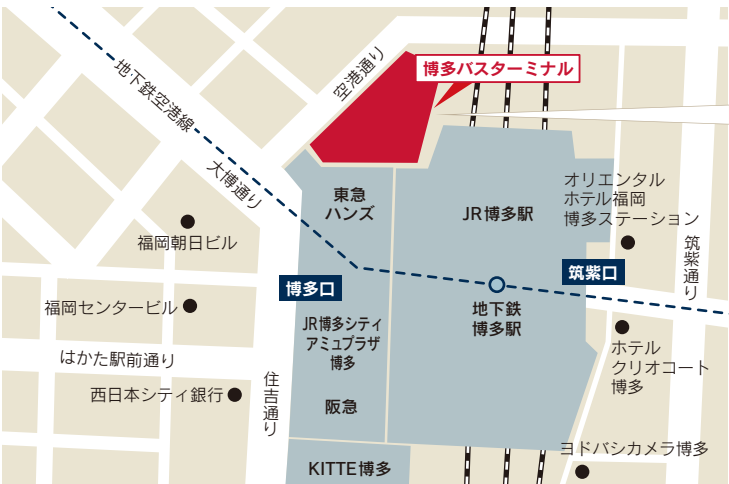 博多バスターミナル
空港通り
地下鉄空港線
大博通り
東急
ハンズ
JR博多駅
オリエンタル
ホテル福岡
博多ステーション
福岡朝日ビル
筑紫通り
筑紫口
博多口
福岡センタービル
地下鉄
博多駅
JR博多シティ
アミュプラザ
博多
ホテル
クリオコート
博多
はかた駅前通り
住吉通り
西日本シティ銀行
阪急
ヨドバシカメラ博多
KITTE博多